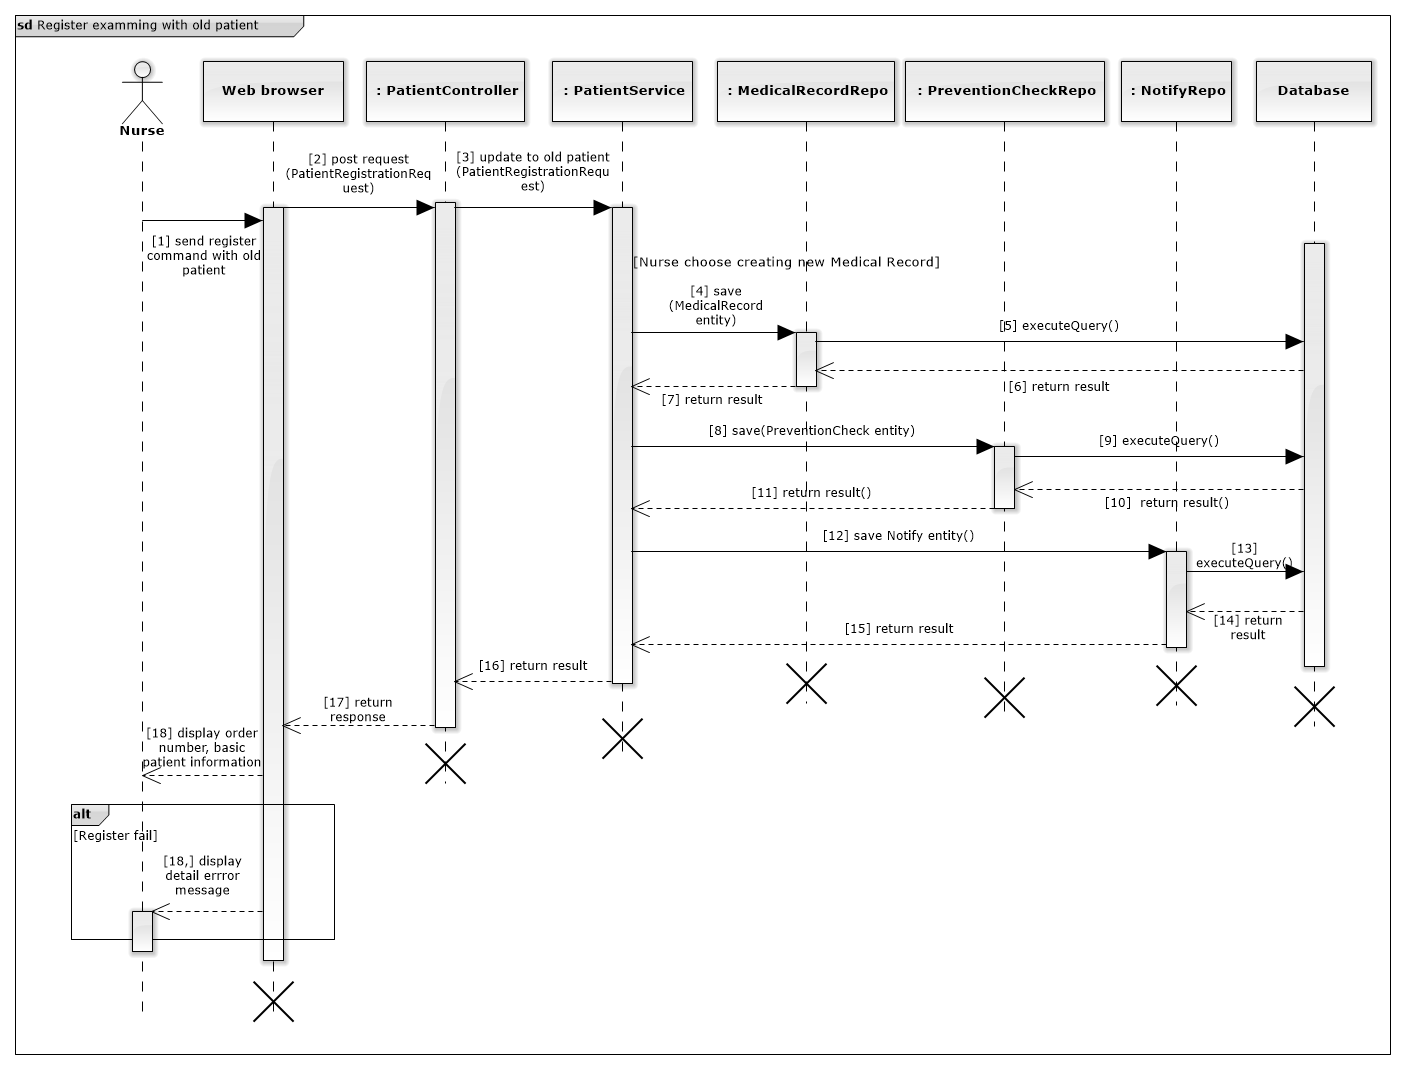 sd Register examming with old patient
Nurse
Web browser
: PatientController
: PatientService
: MedicalRecordRepo
: PreventionCheckRepo
: NotifyRepo
Database
[2] post request
(PatientRegistrationReq
uest)
[3] update to old patient
(PatientRegistrationRequ
est)
[1] send register
command with old
patient
[Nurse choose creating new Medical Record]
[4] save
(MedicalRecord
entity)
[5] executeQuery()
[6] return result
[7] return result
[8] save(PreventionCheck entity)
[9] executeQuery()
[10]  return result()
[11] return result()
[12] save Notify entity()
[13]
executeQuery()
[14] return
result
[15] return result
[16] return result
[17] return
response
[18] display order
number, basic
patient information
alt
[Register fail]
[18,] display
detail errror
message